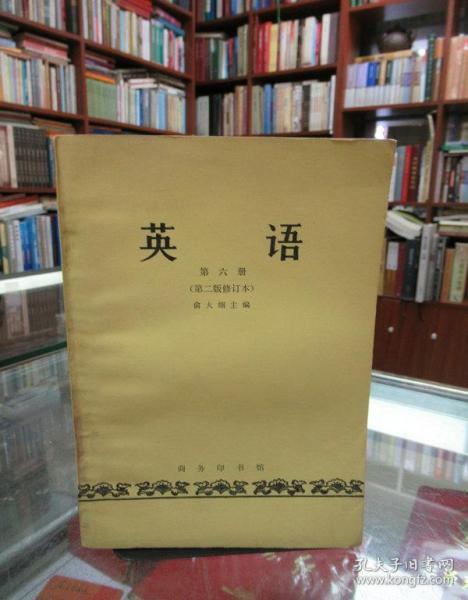 英 语
第六册
(第二版修订本)
俞大絪主编
商务印书馆
孔夫子旧书网
www.kongfz.com